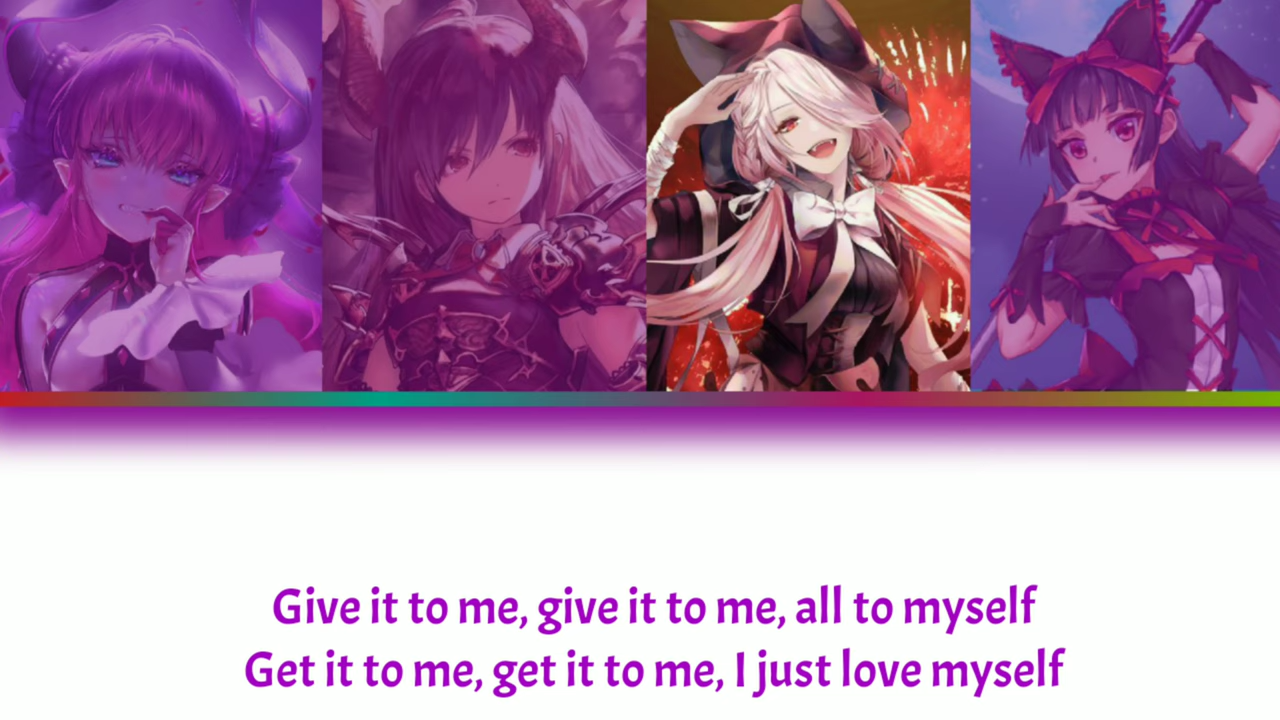 Give it to me, give it to me, all to myself
Get it to me, get it to me, I just love myself